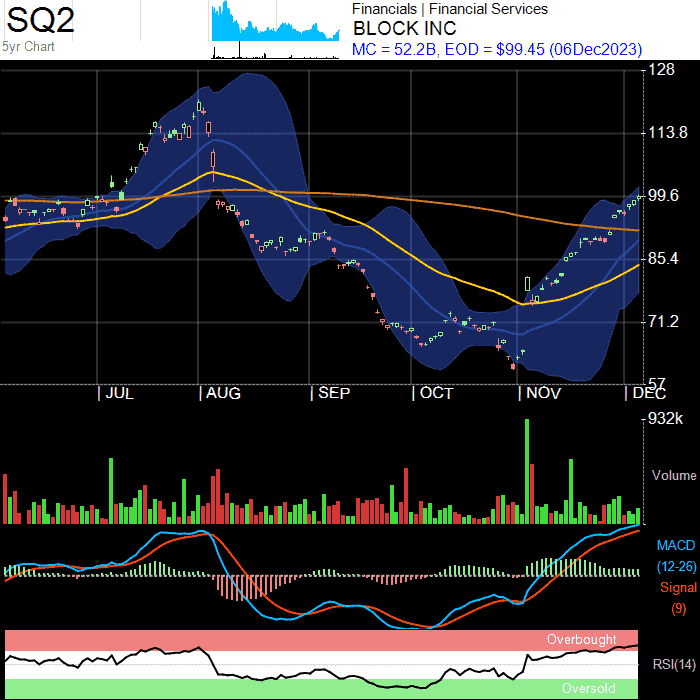 SQ2
5yr Chart
Financials | Financial Services
BLOCK INC
MC = 52.2B, EOD = $99.45 (06Dec2023)
128
113.8
99.6
85.4
71.2
57
| JUL | AUG | SEP | OCT | NOV | DEC
932k
Volume
MACD
(12-26)
Signal
(9)
Overbought
RSI(14)
Oversold